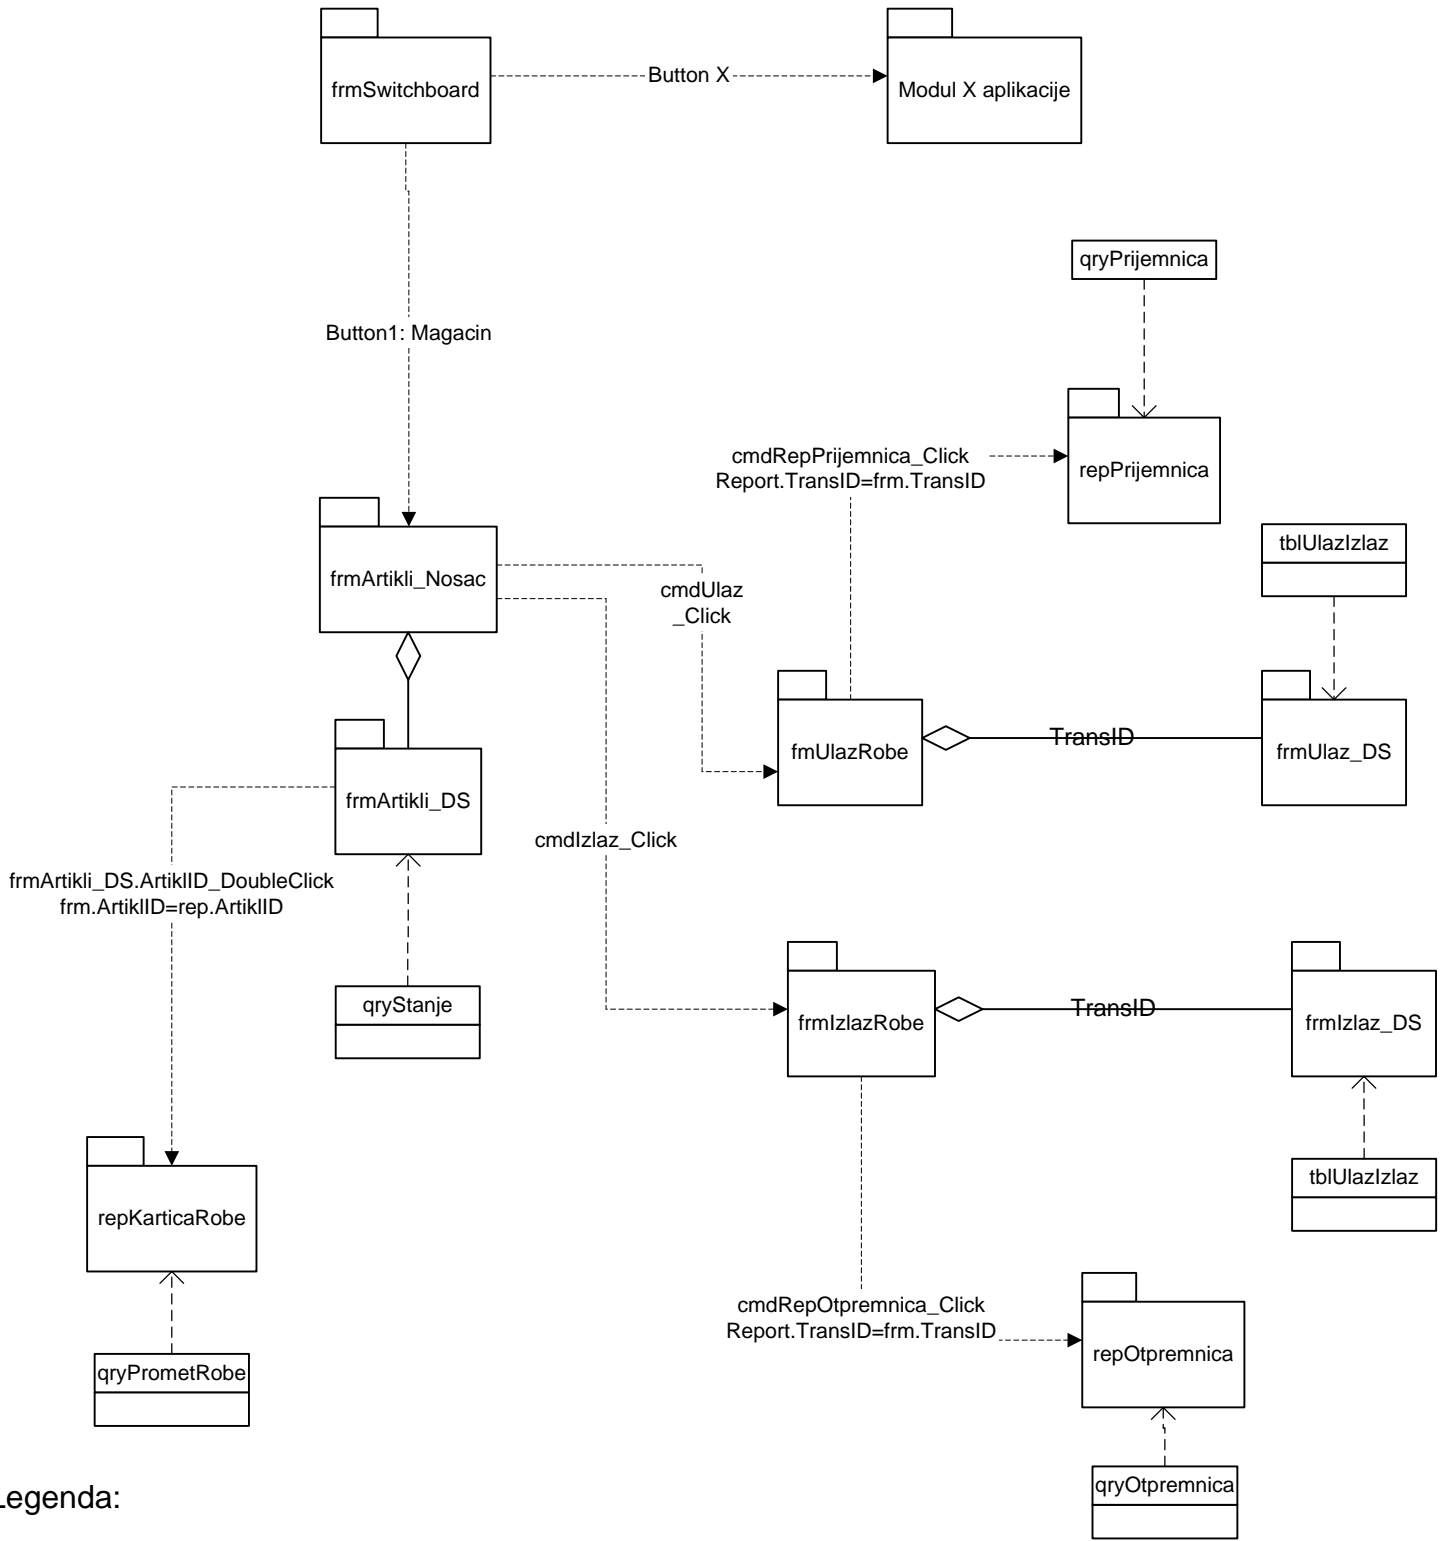 frmSwitchboard
Button X
Modul X aplikacije
qryPrijemnica
Button1: Magacin
cmdRepPrijemnica_Click
Report.TransID=frm.TransID
repPrijemnica
tblUlazIzlaz
frmArtikli_Nosac
cmdUlaz
_Click
fmUlazRobe
TransID
frmUlaz_DS
frmArtikli_DS
cmdIzlaz_Click
frmArtikli_DS.ArtiklID_DoubleClick
frm.ArtiklID=rep.ArtiklID
qryStanje
frmIzlazRobe
TransID
frmIzlaz_DS
tblUlazIzlaz
repKarticaRobe
cmdRepOtpremnica_Click
Report.TransID=frm.TransID
repOtpremnica
qryPrometRobe
qryOtpremnica
Legenda: